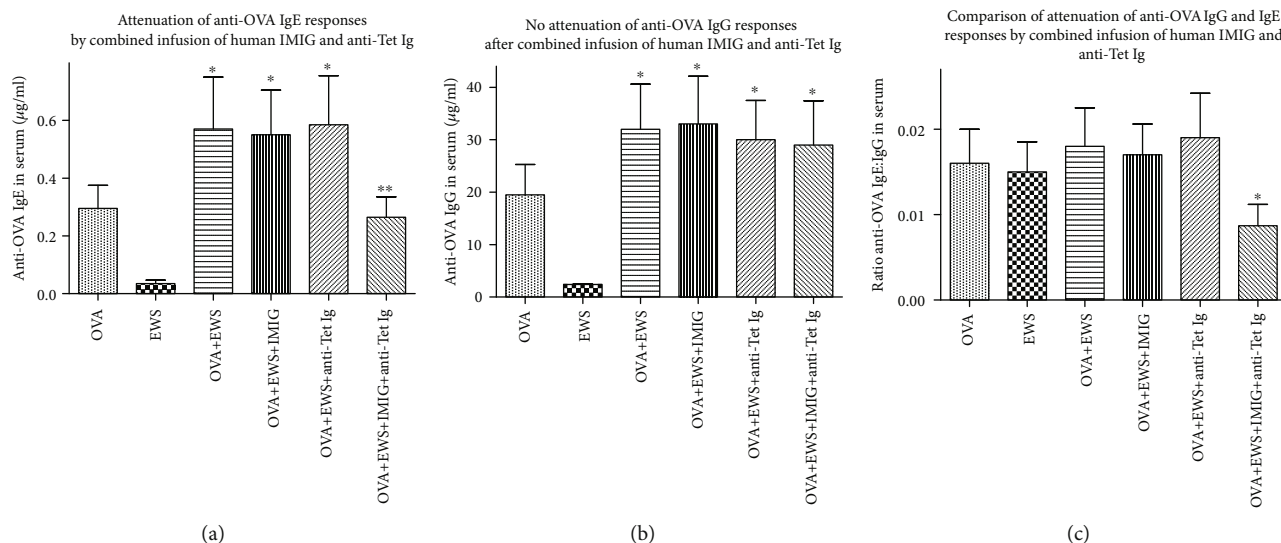 Attenuation of anti-OVA IgE responses
by combined infusion of human IMIG and anti-Tet Ig
Anti-OVA IgE in serum (μg/ml)
0.6
0.4
0.2
0.0
OVA
EWS
OVA+EWS
OVA+EWS+IMIG
OVA+EWS+anti-Tet Ig
OVA+EWS+IMIG+anti-Tet Ig
*
*
*
**
(a)
No attenuation of anti-OVA IgG responses
after combined infusion of human IMIG and anti-Tet Ig
Anti-OVA IgG in serum (μg/ml)
40
30
20
10
0
OVA
EWS
OVA+EWS
OVA+EWS+IMIG
OVA+EWS+anti-Tet Ig
OVA+EWS+IMIG+anti-Tet Ig
*
*
*
*
(b)
Comparison of attenuation of anti-OVA IgG and IgE
responses by combined infusion of human IMIG and
anti-Tet Ig
Ratio anti-OVA IgE:IgG in serum
0.02
0.01
0.00
OVA
EWS
OVA+EWS
OVA+EWS+IMIG
OVA+EWS+anti-Tet Ig
OVA+EWS+IMIG+anti-Tet Ig
*
(c)